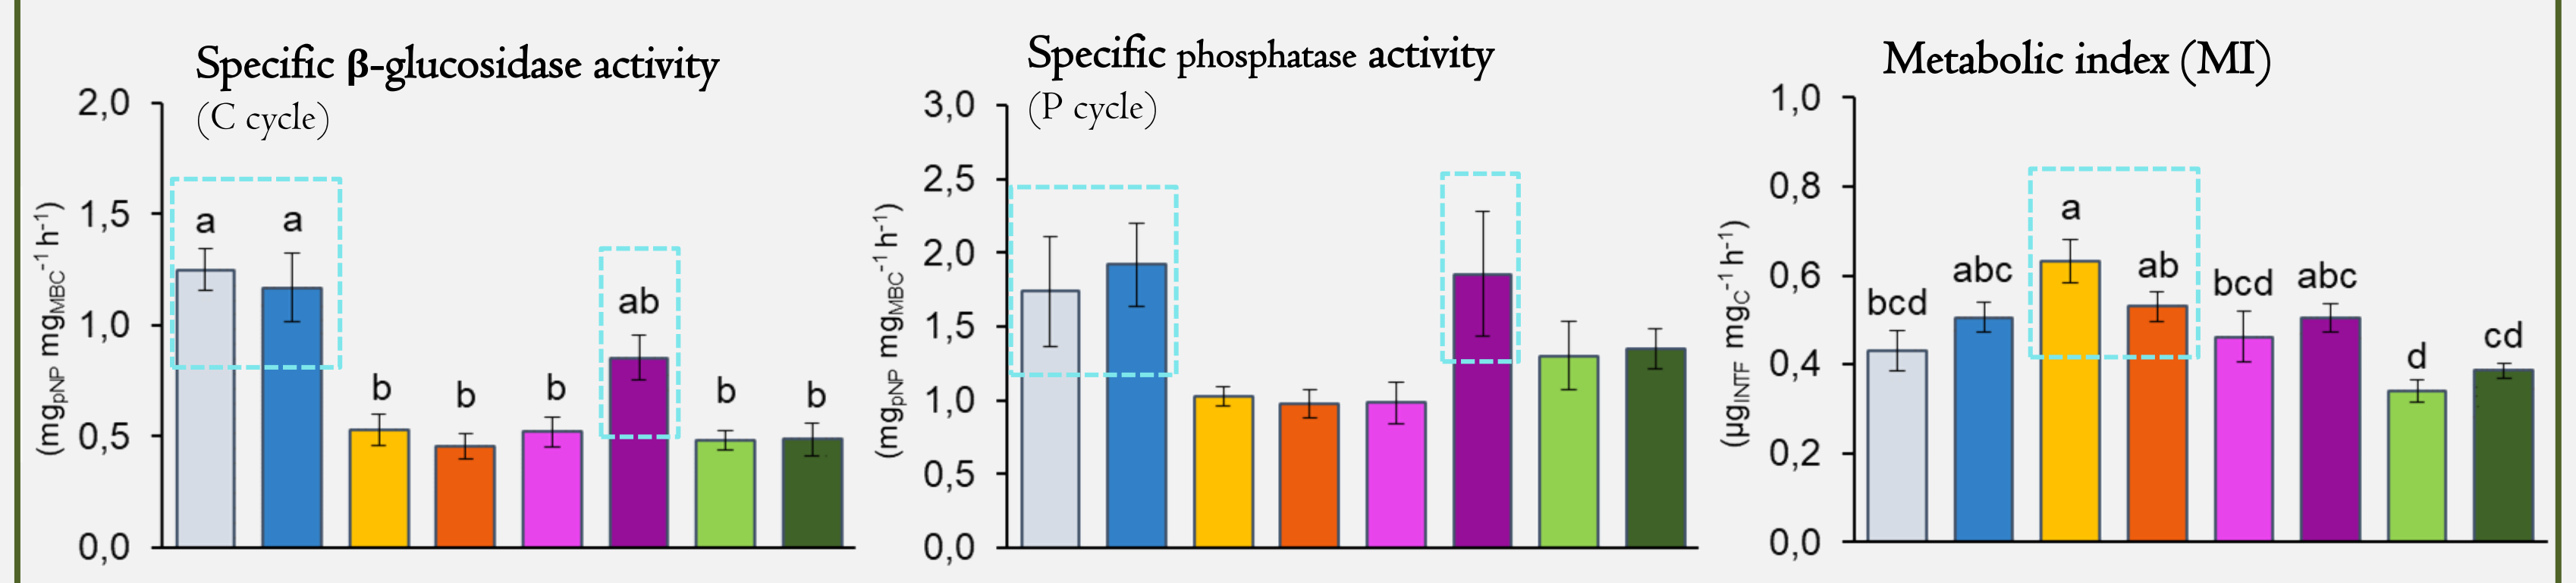 Specific β-glucosidase activity
(C cycle)
2,0
1,5
1,0
0,5
0,0
(mgpNP mgMBC-1 h-1)
a
a
b
b
b
ab
b
b
Specific phosphatase activity
(P cycle)
3,0
2,5
2,0
1,5
1,0
0,5
0,0
(mgpNP mgMBC-1 h-1)
Metabolic index (MI)
1,0
0,8
0,6
0,4
0,2
0,0
(µgINTF mgC-1 h-1)
bcd
abc
a
ab
bcd
abc
d
cd